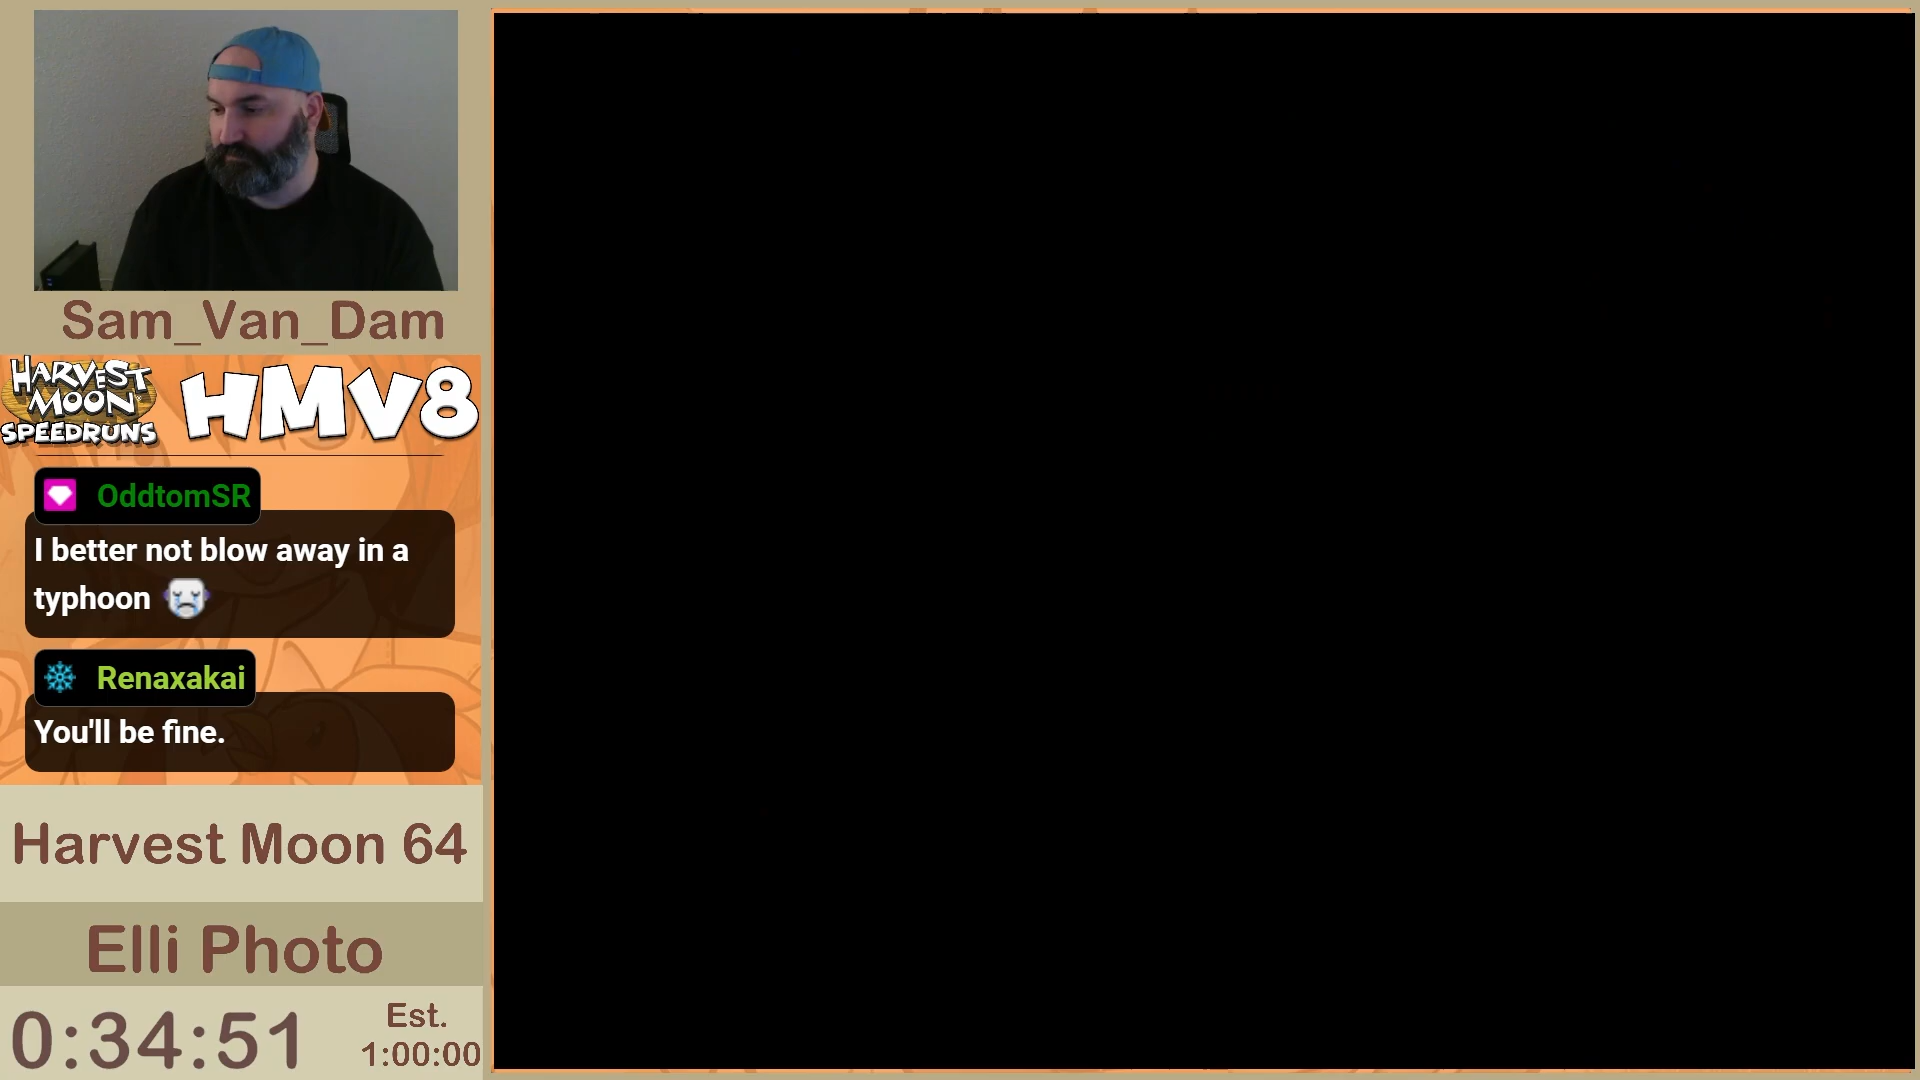 Sam_Van_Dam
HARVEST
MOON
SPEEDRUNS
HMV8
OddtomSR
I better not blow away in a
typhoon
Renaxakai
You'll be fine.
Harvest Moon 64
Elli Photo
0:34:51
Est.
1:00:00